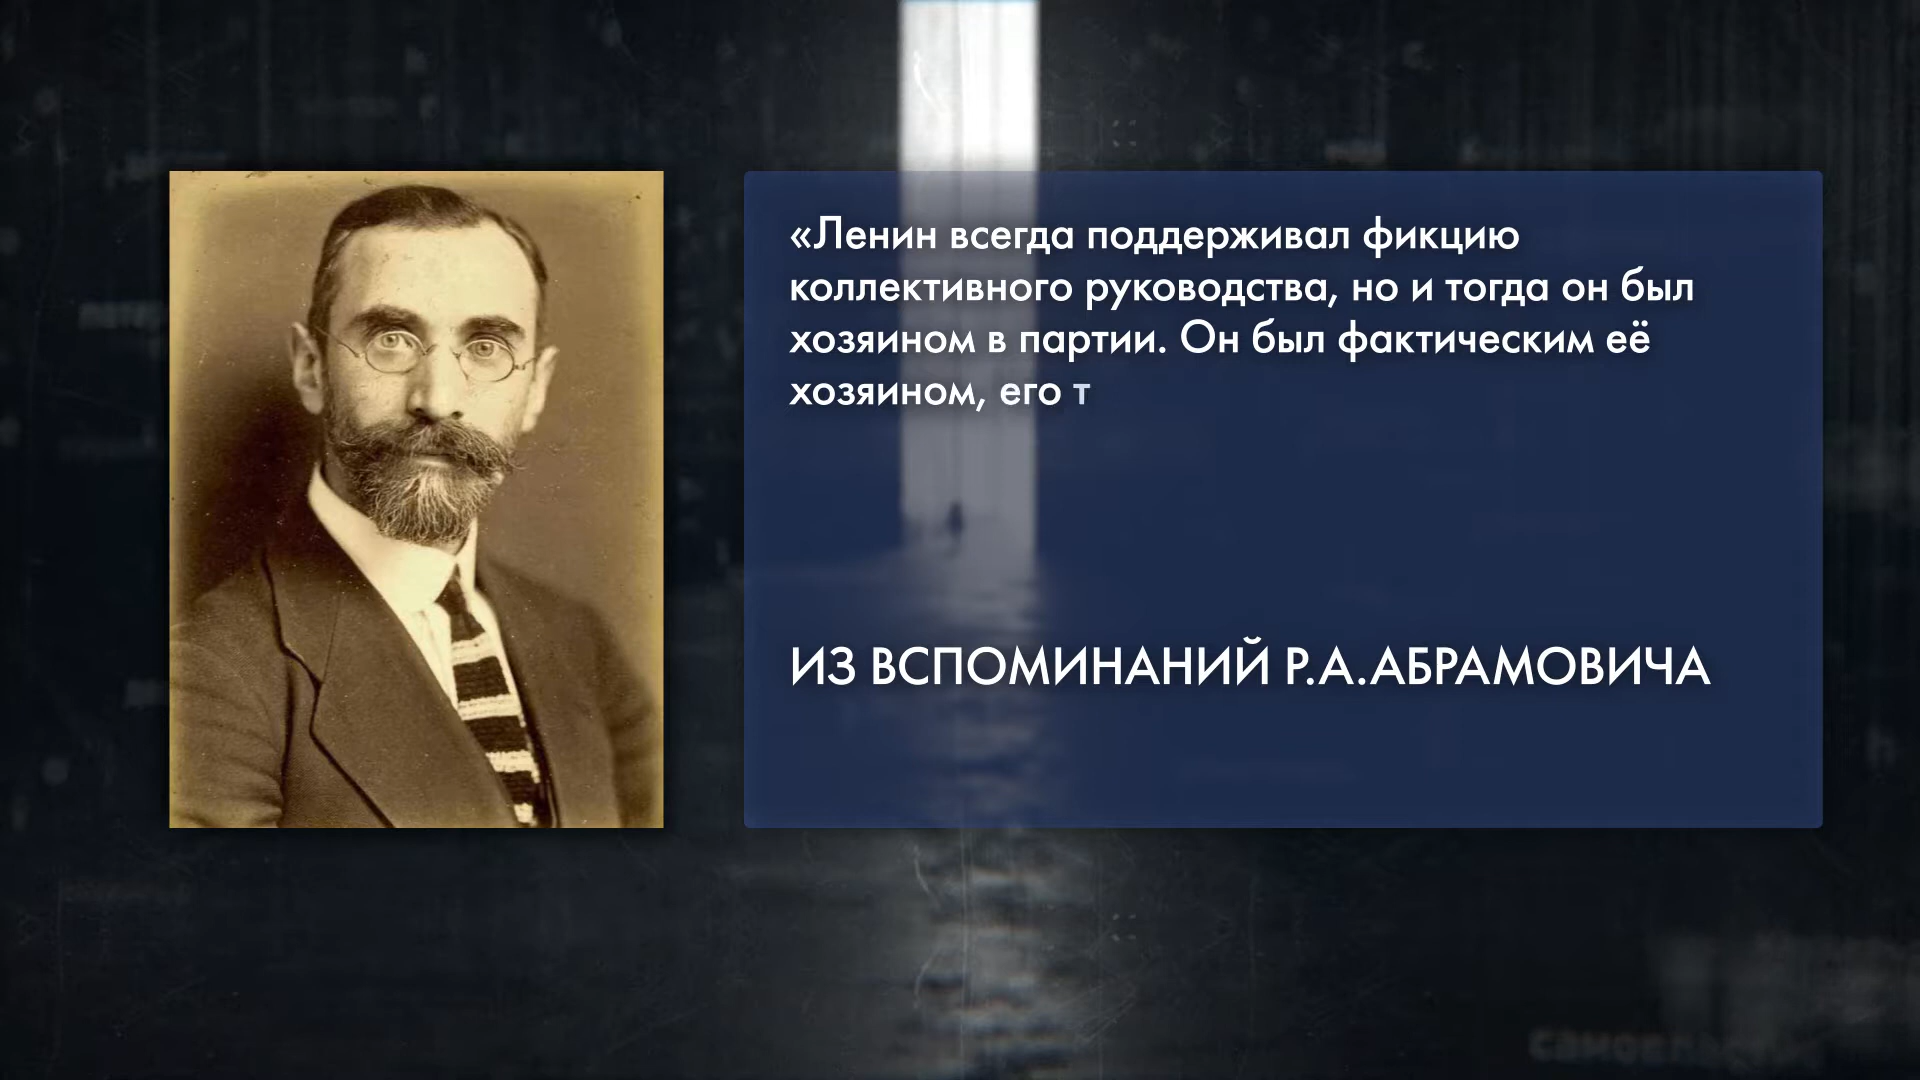 «Ленин всегда поддерживал фикцию
коллективного руководства, но и тогда он был
хозяином в партии. Он был фактическим её
хозяином, его т
ИЗ ВСПОМИНАНИЙ Р.А.АБРАМОВИЧА